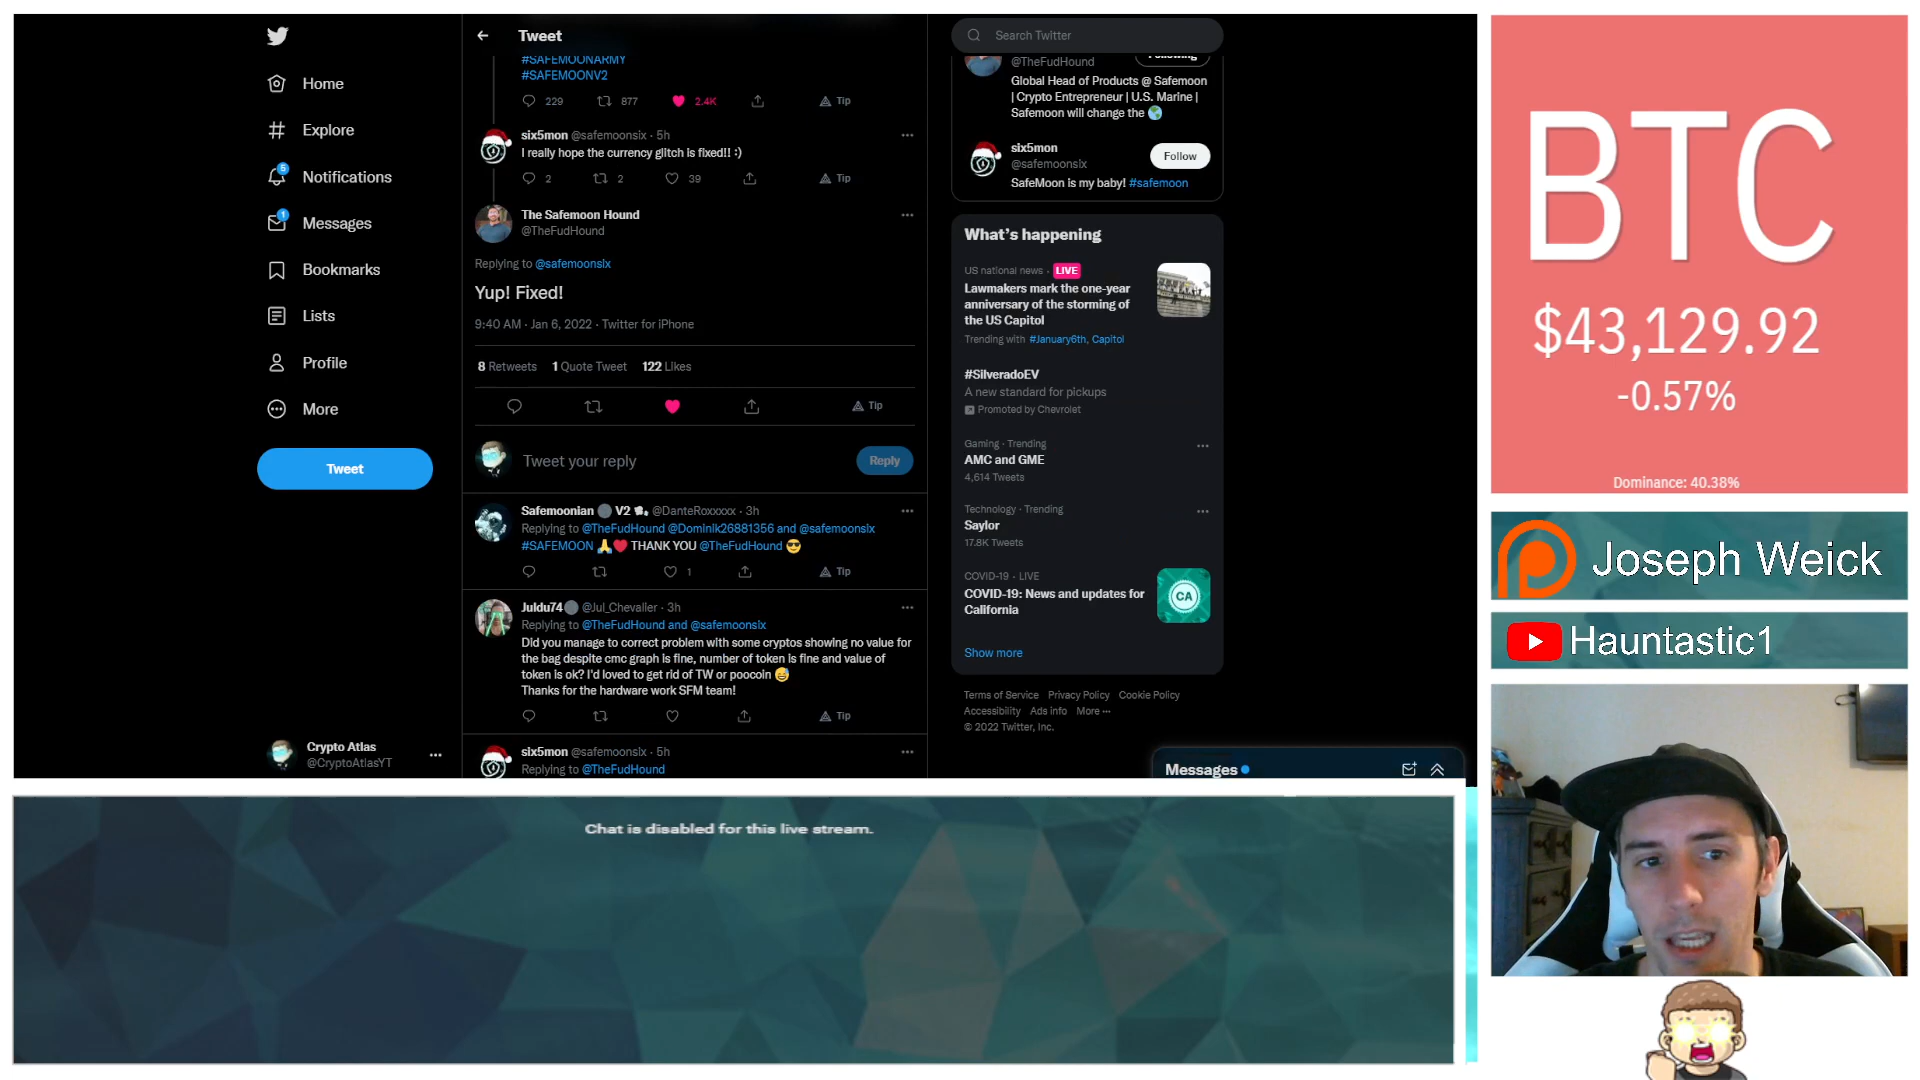 Home
Explore
5
Notifications
1
Messages
Bookmarks
Lists
Profile
More
Tweet
Crypto Atlas
@CryptoAtlasYT
Tweet
#SAFEMOONARMY
#SAFEMOONV2
229 877 2.4K Tip
six5mon @safemoonsix · 5h
I really hope the currency glitch is fixed!! :)
2 2 39 Tip
The Safemoon Hound
@TheFudHound
Replying to @safemoonsix
Yup! Fixed!
9:40 AM · Jan 6, 2022 · Twitter for iPhone
8 Retweets 1 Quote Tweet 122 Likes
Tip
Tweet your reply
Reply
Safemoonian V2 @DanteRoxxxxx · 3h
Replying to @TheFudHound @Dominik26881356 and @safemoonsix
#SAFEMOON 🙏❤️ THANK YOU @TheFudHound 😎
1 Tip
Juldu74 @Jul_Chevalier · 3h
Replying to @TheFudHound and @safemoonsix
Did you manage to correct problem with some cryptos showing no value for
the bag despite cmc graph is fine, number of token is fine and value of
token is ok? I'd loved to get rid of TW or poocoin 😅
Thanks for the hardware work SFM team!
Tip
six5mon @safemoonsix · 5h
Replying to @TheFudHound
Search Twitter
@TheFudHound
Following
Global Head of Products @ Safemoon
| Crypto Entrepreneur | U.S. Marine |
Safemoon will change the 🌎
six5mon
@safemoonsix
Follow
SafeMoon is my baby! #safemoon
What's happening
US national news · LIVE
Lawmakers mark the one-year
anniversary of the storming of
the US Capitol
Trending with #January6th, Capitol
#SilveradoEV
A new standard for pickups
Promoted by Chevrolet
Gaming · Trending
AMC and GME
4,614 Tweets
Technology · Trending
Saylor
17.8K Tweets
COVID-19 · LIVE
COVID-19: News and updates for
California
CA
Show more
Terms of Service Privacy Policy Cookie Policy
Accessibility Ads info More ···
© 2022 Twitter, Inc.
Messages
BTC
$43,129.92
-0.57%
Dominance: 40.38%
Joseph Weick
Hauntastic1
Chat is disabled for this live stream.